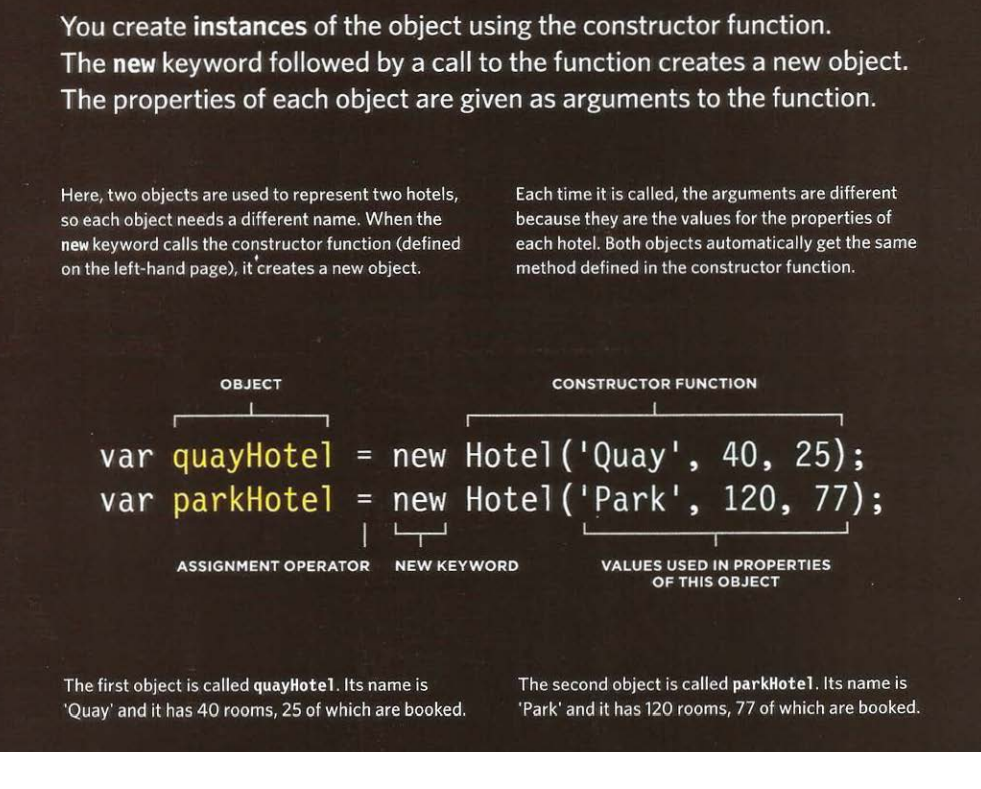 You create instances of the object using the constructor function.
The new keyword followed by a call to the function creates a new object.
The properties of each object are given as arguments to the function.
Here, two objects are used to represent two hotels,
so each object needs a different name. When the
new keyword calls the constructor function (defined
on the left-hand page), it creates a new object.
Each time it is called, the arguments are different
because they are the values for the properties of
each hotel. Both objects automatically get the same
method defined in the constructor function.
OBJECT
CONSTRUCTOR FUNCTION
var quayHotel = new Hotel('Quay', 40, 25);
var parkHotel = new Hotel('Park', 120, 77);
ASSIGNMENT OPERATOR
NEW KEYWORD
VALUES USED IN PROPERTIES
OF THIS OBJECT
The first object is called quayHotel. Its name is
'Quay' and it has 40 rooms, 25 of which are booked.
The second object is called parkHotel. Its name is
'Park' and it has 120 rooms, 77 of which are booked.